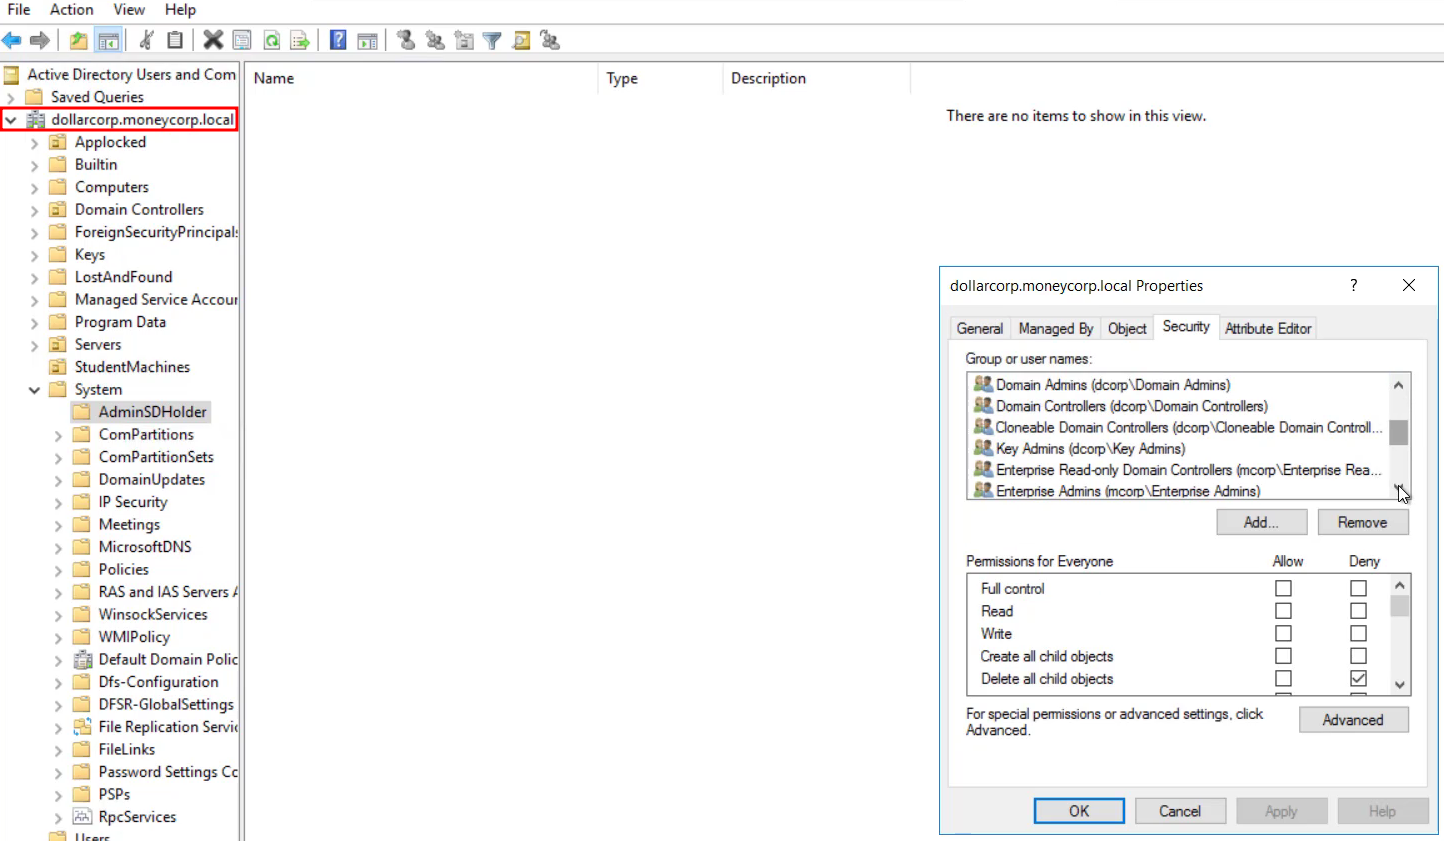 File Action View Help
Active Directory Users and Com
Saved Queries
dollarcorp.moneycorp.local
Applocked
Builtin
Computers
Domain Controllers
ForeignSecurityPrincipals
Keys
LostAndFound
Managed Service Accour
Program Data
Servers
StudentMachines
System
AdminSDHolder
ComPartitions
ComPartitionSets
DomainUpdates
IP Security
Meetings
MicrosoftDNS
Policies
RAS and IAS Servers A
WinsockServices
WMIPolicy
Default Domain Polic
Dfs-Configuration
DFSR-GlobalSettings
File Replication Servic
FileLinks
Password Settings Co
PSPs
RpcServices
Users
Name Type Description
There are no items to show in this view.
dollarcorp.moneycorp.local Properties ?
General Managed By Object Security Attribute Editor
Group or user names:
Domain Admins (dcorp\Domain Admins)
Domain Controllers (dcorp\Domain Controllers)
Cloneable Domain Controllers (dcorp\Cloneable Domain Controll...
Key Admins (dcorp\Key Admins)
Enterprise Read-only Domain Controllers (mcorp\Enterprise Rea...
Enterprise Admins (mcorp\Enterprise Admins)
Add... Remove
Permissions for Everyone Allow Deny
Full control
Read
Write
Create all child objects
Delete all child objects
For special permissions or advanced settings, click
Advanced.
Advanced
OK Cancel Apply Help